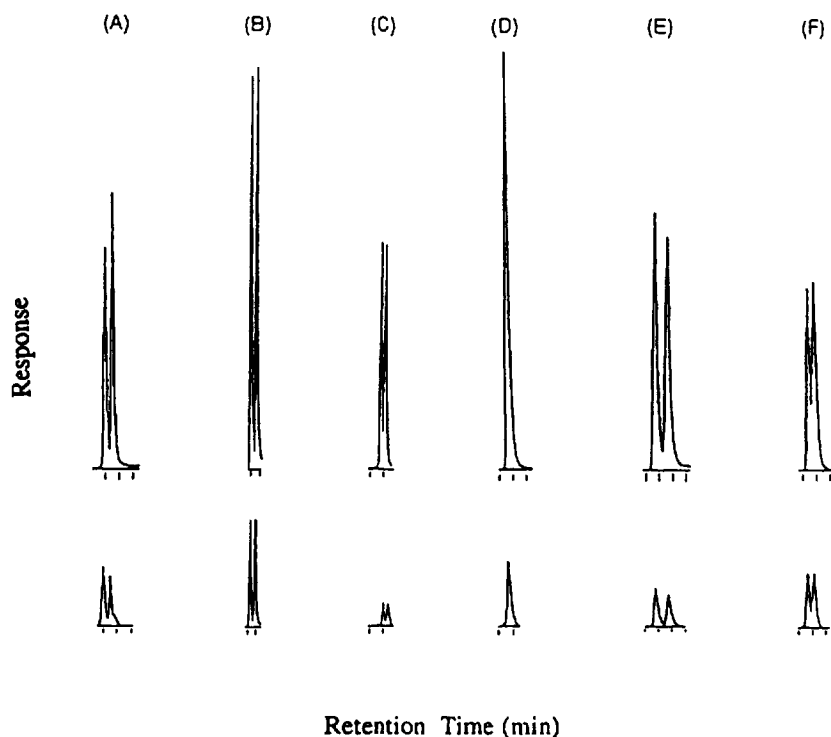 (A) (B) (C) (D) (E) (F)
Response
Retention Time (min)